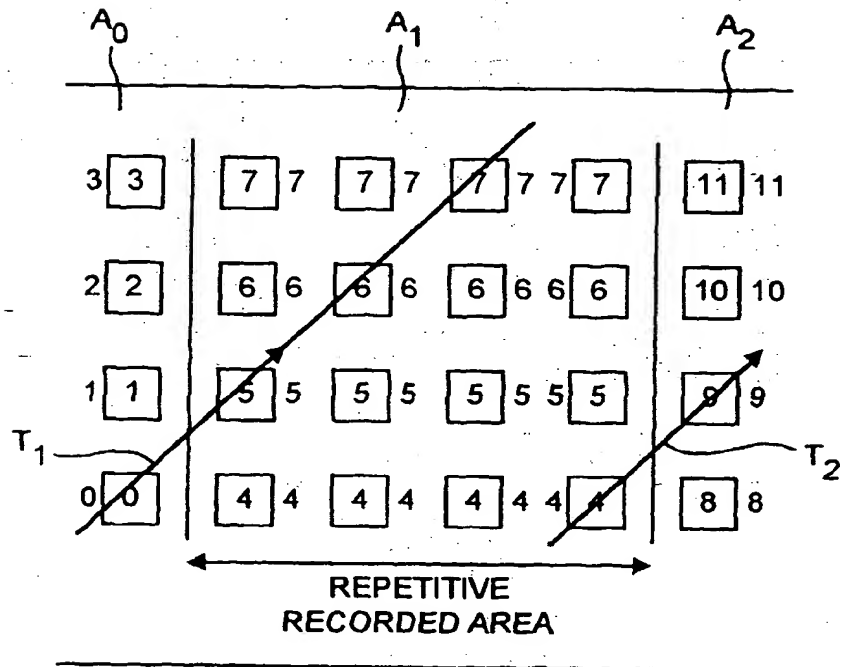 A0 A1 A2
3 3 7 7 7 7 7 7 7 7 11 11
2 2 6 6 6 6 6 6 6 6 10 10
1 1 5 5 5 5 5 5 5 5 9 9
T1 T2
0 0 4 4 4 4 4 4 4 4 8 8
REPETITIVE
RECORDED AREA